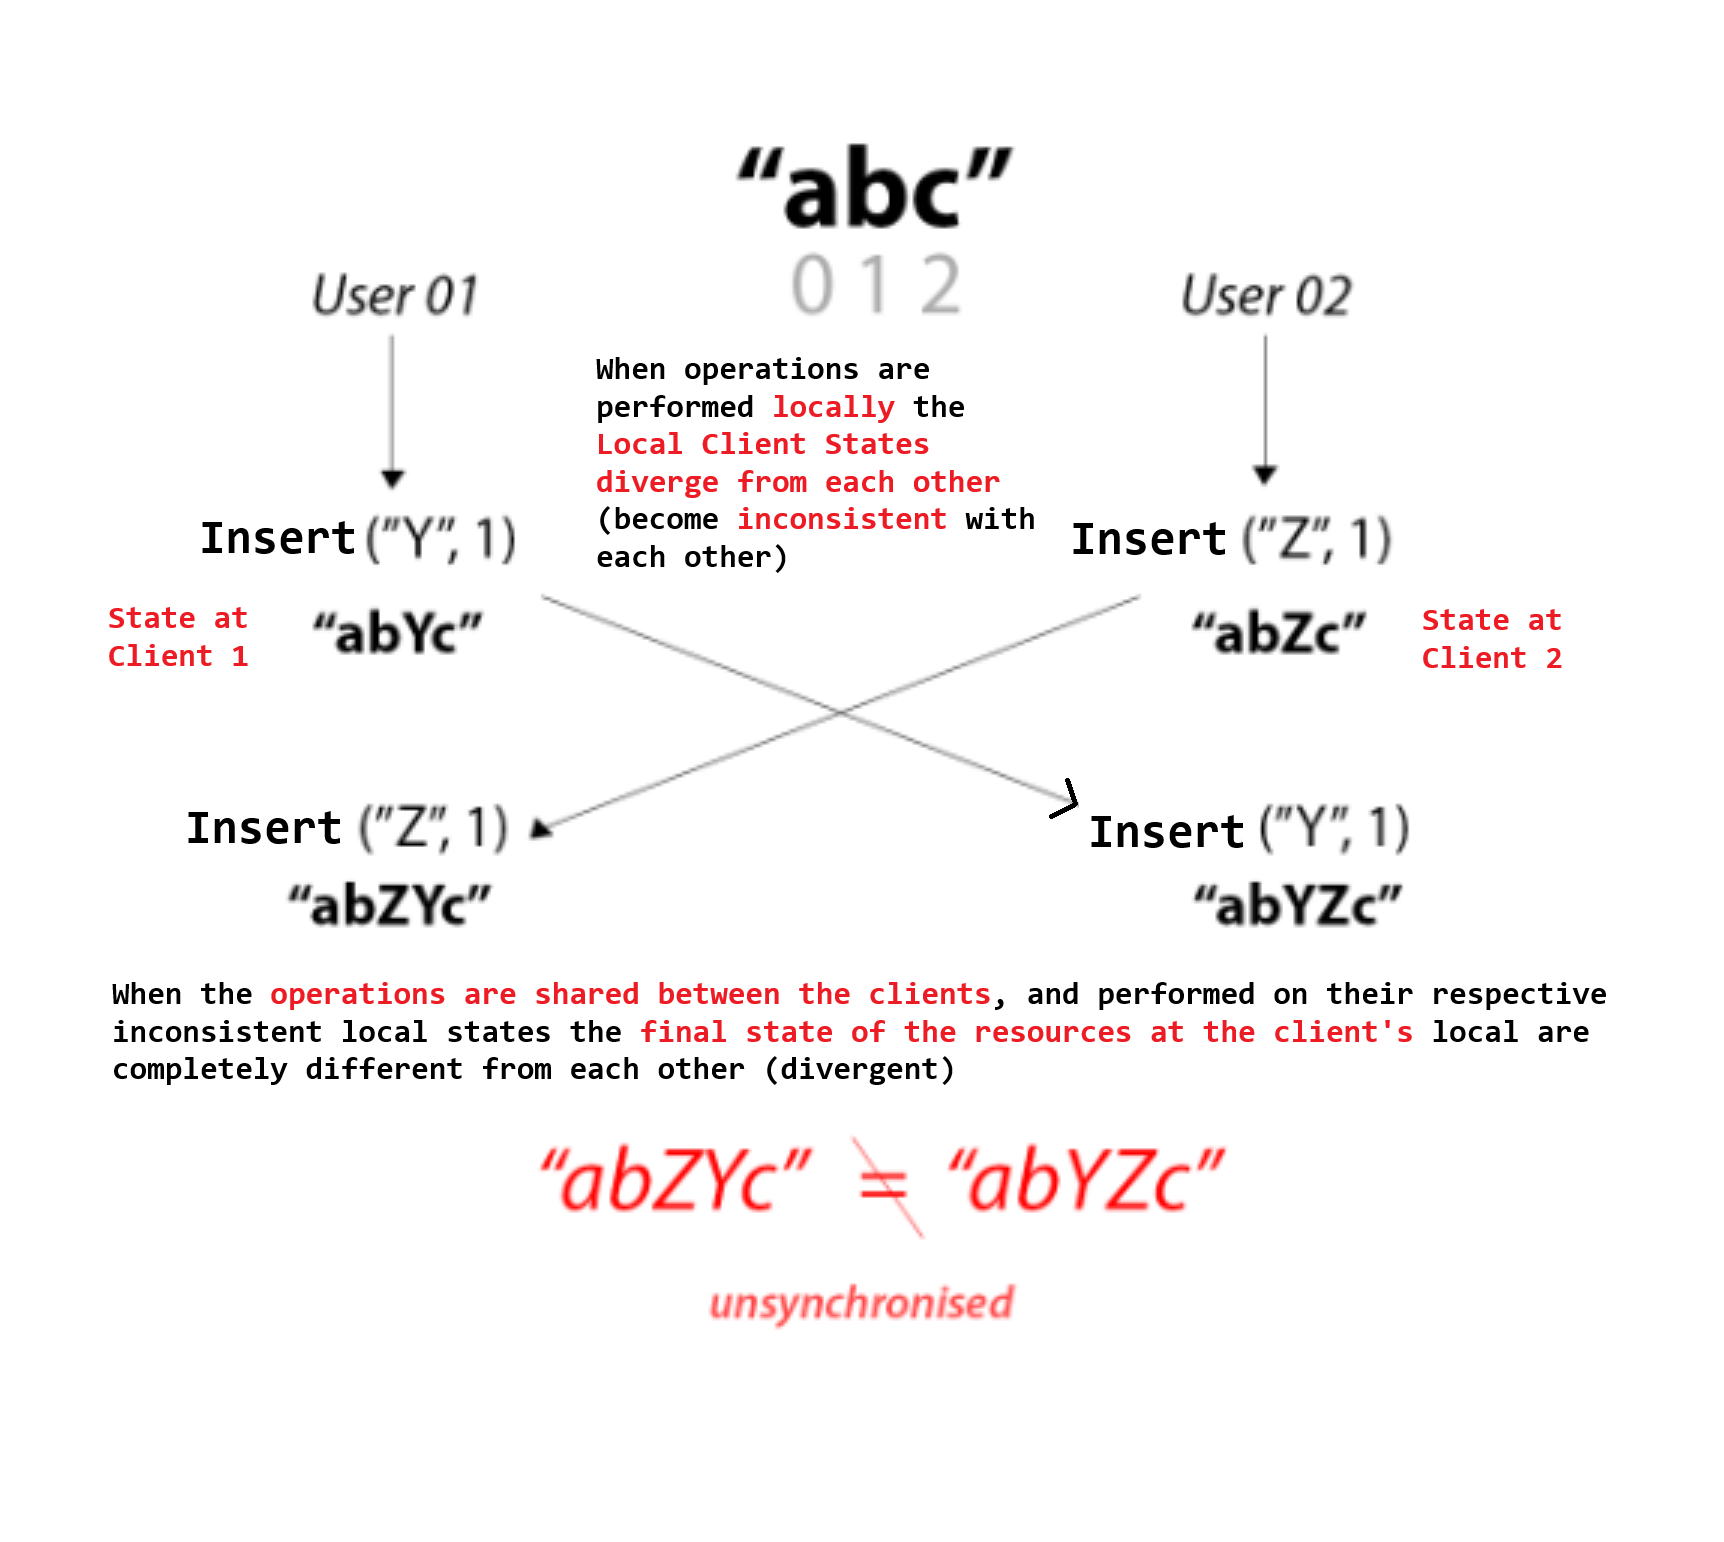 “abc”
0 1 2
User 01
User 02
When operations are
performed locally the
Local Client States
diverge from each other
(become inconsistent with
each other)
Insert (”Y”, 1)
Insert (”Z”, 1)
State at
Client 1
“abYc”
“abZc”
State at
Client 2
Insert (”Z”, 1)
Insert (”Y”, 1)
“abZYc”
“abYZc”
When the operations are shared between the clients, and performed on their respective
inconsistent local states the final state of the resources at the client's local are
completely different from each other (divergent)
“abZYc” ≠ “abYZc”
unsynchronised